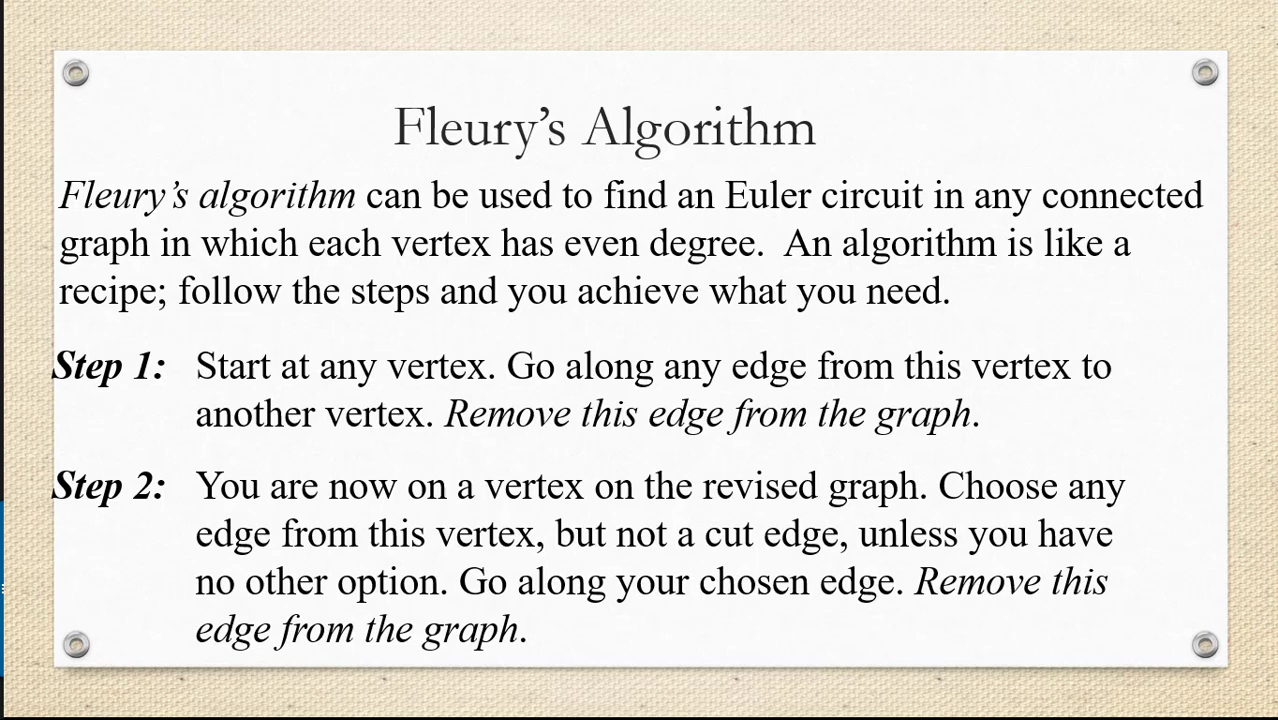 Fleury’s Algorithm
Fleury’s algorithm can be used to find an Euler circuit in any connected
graph in which each vertex has even degree.  An algorithm is like a
recipe; follow the steps and you achieve what you need.
Step 1: Start at any vertex. Go along any edge from this vertex to
another vertex. Remove this edge from the graph.
Step 2: You are now on a vertex on the revised graph. Choose any
edge from this vertex, but not a cut edge, unless you have
no other option. Go along your chosen edge. Remove this
edge from the graph.